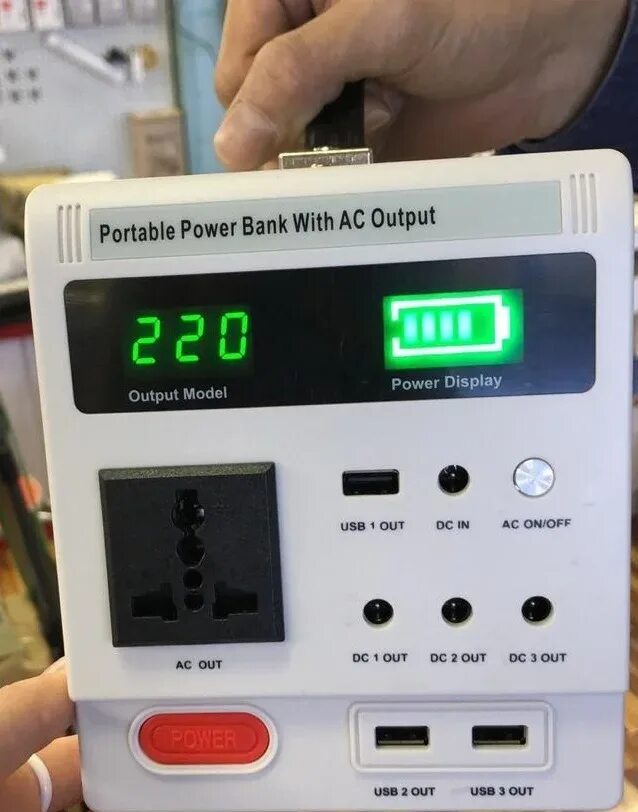 Portable Power Bank With AC Output
220
Output Model
Power Display
USB 1 OUT
DC IN
AC ON/OFF
AC OUT
DC 1 OUT
DC 2 OUT
DC 3 OUT
POWER
USB 2 OUT
USB 3 OUT